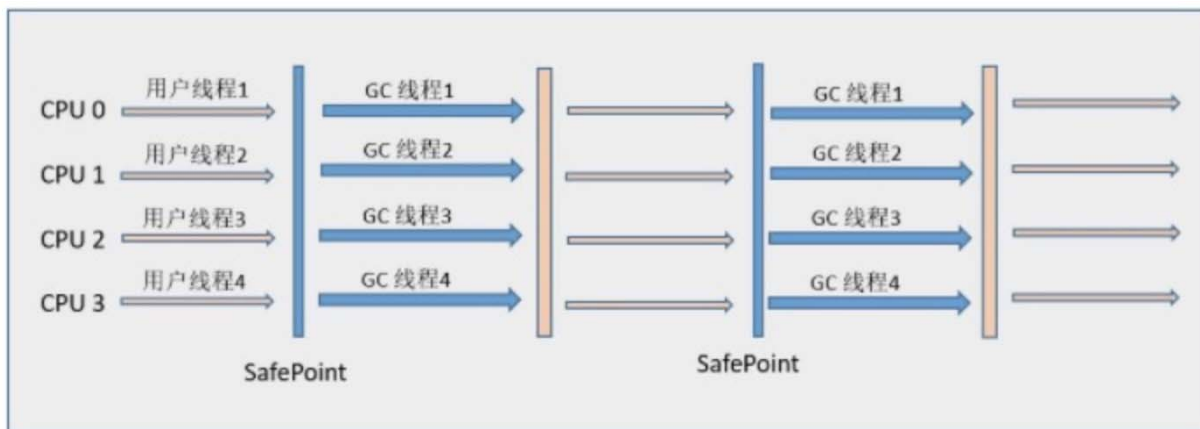 用户线程1
GC 线程1
GC 线程1
CPU 0
用户线程2
GC 线程2
GC 线程2
CPU 1
用户线程3
GC 线程3
GC 线程3
CPU 2
用户线程4
GC 线程4
GC 线程4
CPU 3
SafePoint
SafePoint